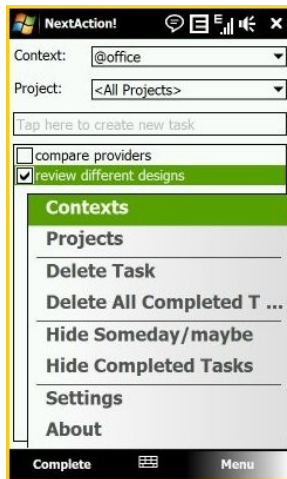 NextAction!
Context: @office
Project: <All Projects>
Tap here to create new task
compare providers
review different designs
Contexts
Projects
Delete Task
Delete All Completed T ...
Hide Someday/maybe
Hide Completed Tasks
Settings
About
Complete Menu